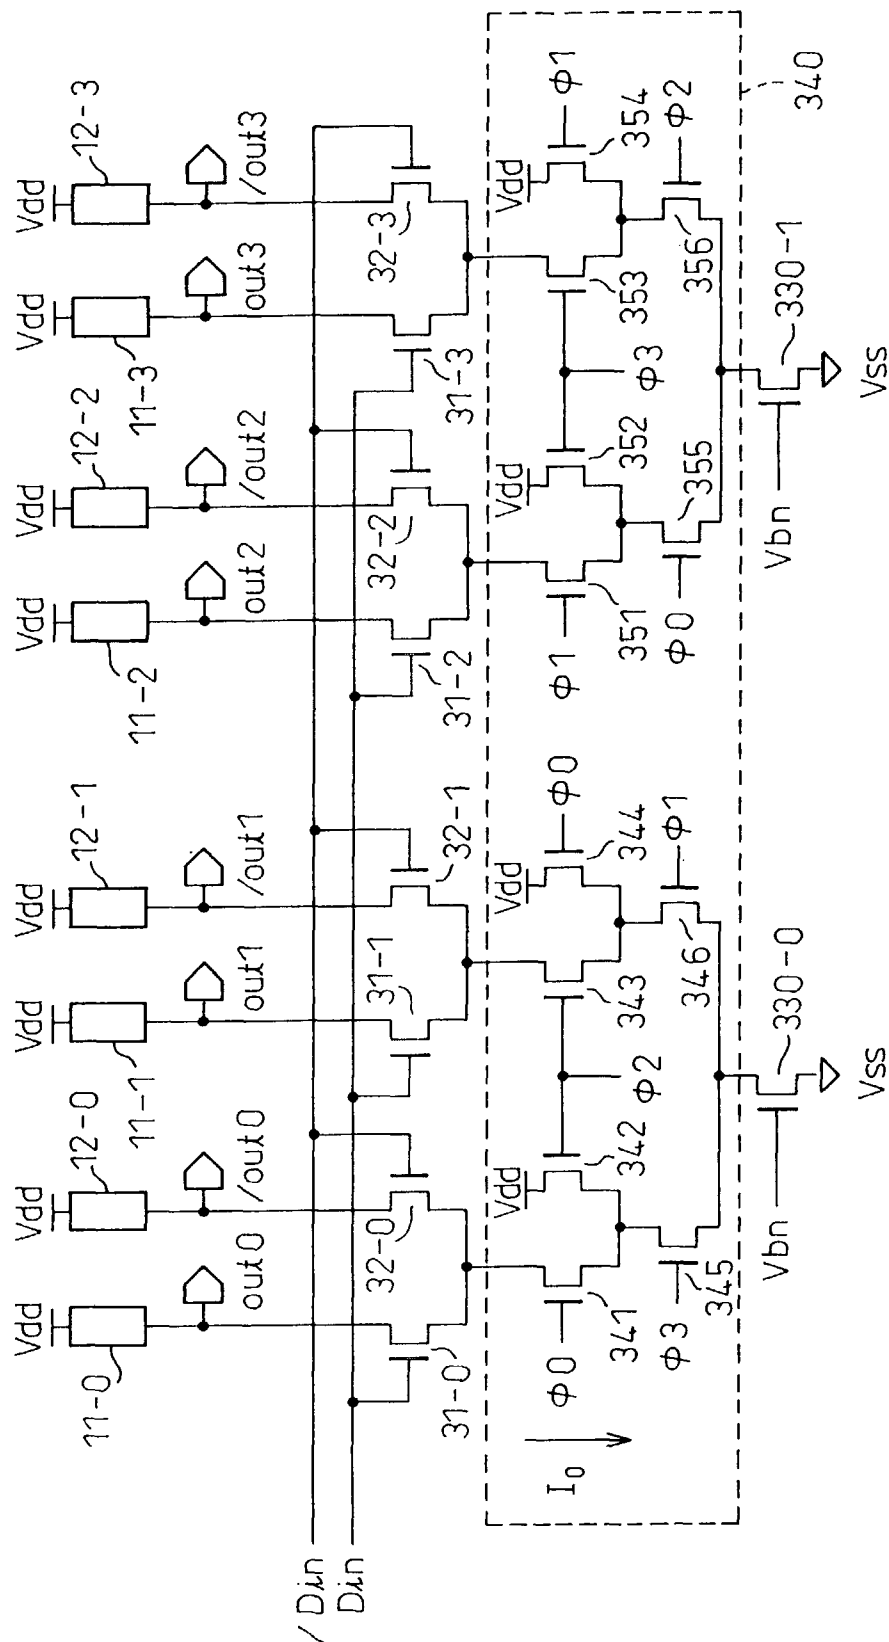 Vdd
Vdd
Vdd
Vdd
Vdd
Vdd
Vdd
Vdd
11-0
12-0
11-1
12-1
11-2
12-2
11-3
12-3
out0
/out0
out1
/out1
out2
/out2
out3
/out3
/Din
Din
31-0
32-0
31-1
32-1
31-2
32-2
31-3
32-3
I0
Φ0
341
Vdd
342
Φ2
343
Vdd
344
Φ0
Φ1
351
Vdd
352
Φ3
353
Vdd
354
Φ1
Φ3
345
346
Φ1
Φ0
355
356
Φ2
340
Vbn
330-0
Vss
Vbn
330-1
Vss